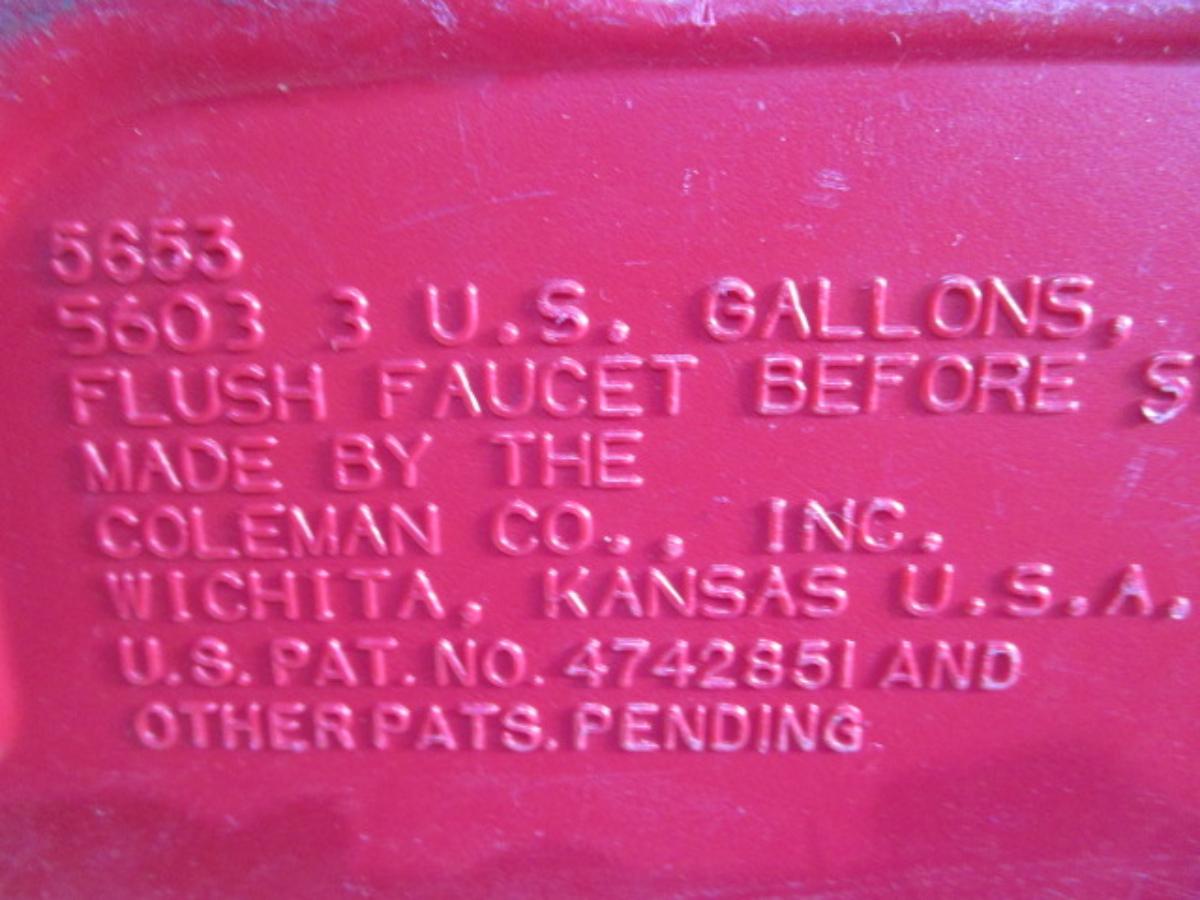 5653
5603 3 U.S. GALLONS,
FLUSH FAUCET BEFORE S
MADE BY THE
COLEMAN CO., INC.
WICHITA, KANSAS U.S.A.
U.S. PAT. NO. 4742851 AND
OTHER PATS. PENDING